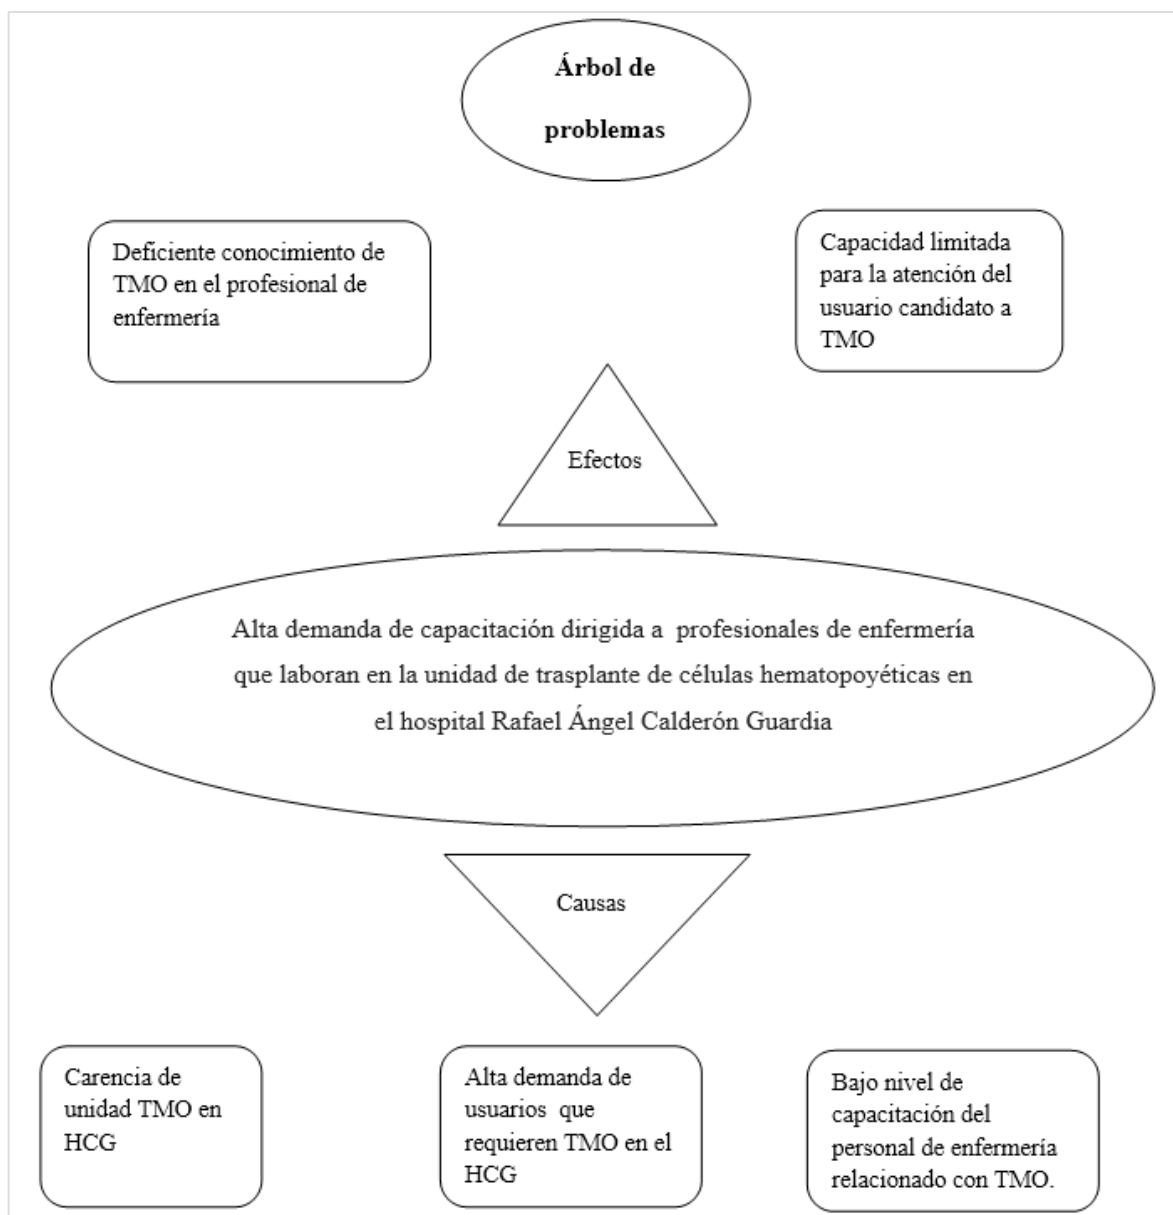 Árbol de
problemas
Deficiente conocimiento de
TMO en el profesional de
enfermería
Capacidad limitada
para la atención del
usuario candidato a
TMO
Efectos
Alta demanda de capacitación dirigida a  profesionales de enfermería
que laboran en la unidad de trasplante de células hematopoyéticas en
el hospital Rafael Ángel Calderón Guardia
Causas
Carencia de
unidad TMO en
HCG
Alta demanda de
usuarios  que
requieren TMO en el
HCG
Bajo nivel de
capacitación del
personal de enfermería
relacionado con TMO.